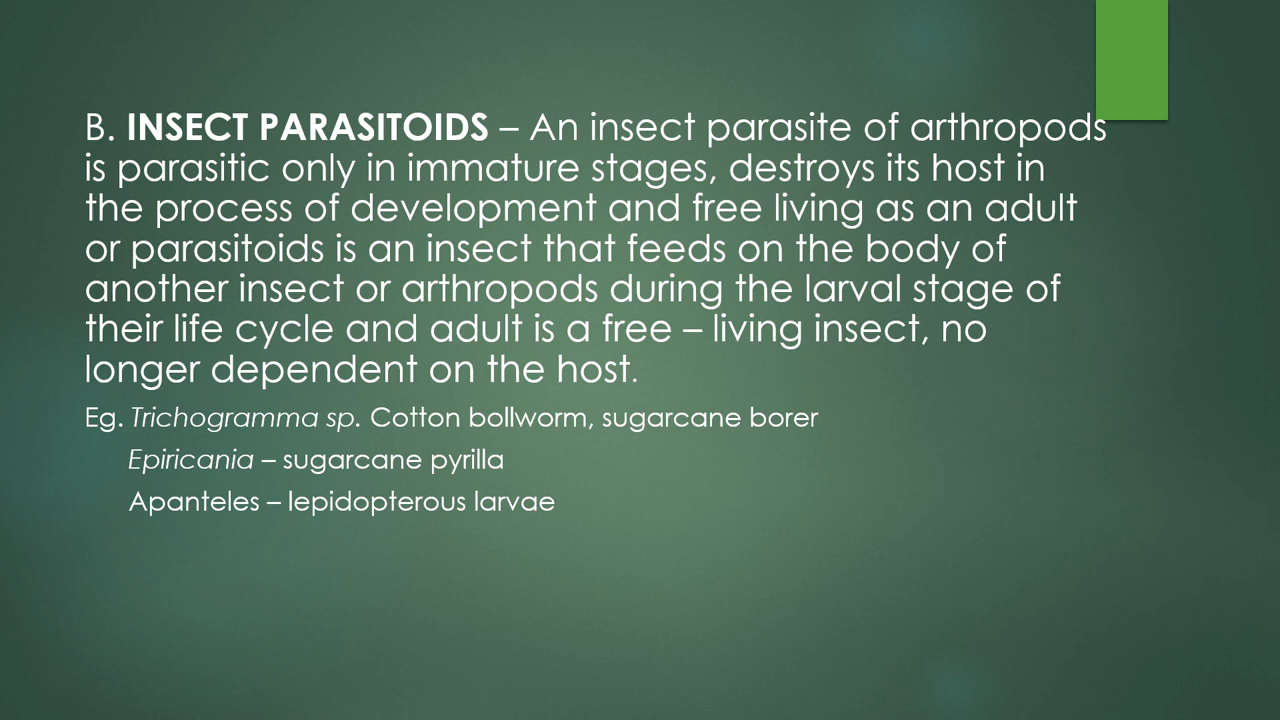 B. INSECT PARASITOIDS – An insect parasite of arthropods
is parasitic only in immature stages, destroys its host in
the process of development and free living as an adult
or parasitoids is an insect that feeds on the body of
another insect or arthropods during the larval stage of
their life cycle and adult is a free – living insect, no
longer dependent on the host.
Eg. Trichogramma sp. Cotton bollworm, sugarcane borer
Epiricania – sugarcane pyrilla
Apanteles – lepidopterous larvae